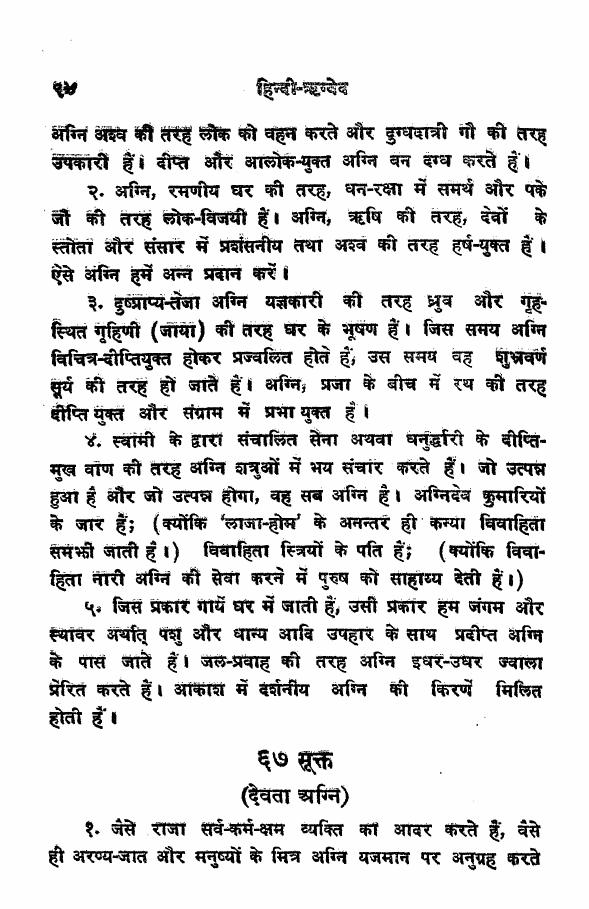 ९४ हिन्दी-ऋग्वेद
अग्नि अश्व की तरह लोक को वहन करते और दुग्धदात्री गौ की तरह
उपकारी हैं। दीप्त और आलोक-युक्त अग्नि वन दग्ध करते हैं।
२. अग्नि, रमणीय घर की तरह, धन-रक्षा में समर्थ और पके
जौ की तरह लोक-विजयी हैं। अग्नि, ऋषि की तरह, देवों के
स्तोता और संसार में प्रशंसनीय तथा अश्व की तरह हर्ष-युक्त हैं।
ऐसे अग्नि हमें अन्न प्रदान करें।
३. दुष्प्राप्य-तेजा अग्नि यज्ञकारी की तरह ध्रुव और गृह-
स्थित गृहिणी (जाया) की तरह घर के भूषण हैं। जिस समय अग्नि
विचित्र-दीप्तियुक्त होकर प्रज्वलित होते हैं, उस समय वह शुभ्रवर्ण
सूर्य की तरह हो जाते हैं। अग्नि, प्रजा के बीच में रथ की तरह
दीप्तियुक्त और संग्राम में प्रभायुक्त हैं।
४. स्वामी के द्वारा संचालित सेना अथवा धनुर्द्धारी के दीप्ति-
मुख वाण की तरह अग्नि शत्रुओं में भय संचार करते हैं। जो उत्पन्न
हुआ है और जो उत्पन्न होगा, वह सब अग्नि है। अग्निदेव कुमारियों
के जार हैं; (क्योंकि 'लाजा-होम' के अनन्तर ही कन्या विवाहिता
समझी जाती है।) विवाहिता स्त्रियों के पति हैं; (क्योंकि विवा-
हिता नारी अग्नि की सेवा करने में पुरुष को साहाय्य देती हैं।)
५. जिस प्रकार गायें घर में जाती हैं, उसी प्रकार हम जंगम और
स्थावर अर्थात् पशु और धान्य आदि उपहार के साथ प्रदीप्त अग्नि
के पास जाते हैं। जल-प्रवाह की तरह अग्नि इधर-उधर ज्वाला
प्रेरित करते हैं। आकाश में दर्शनीय अग्नि की किरणें मिलित
होती हैं।
६७ सूक्त
(देवता अग्नि)
१. जैसे राजा सर्व-कर्म-क्षम व्यक्ति का आदर करते हैं, वैसे
ही अरण्य-जात और मनुष्यों के मित्र अग्नि यजमान पर अनुग्रह करते